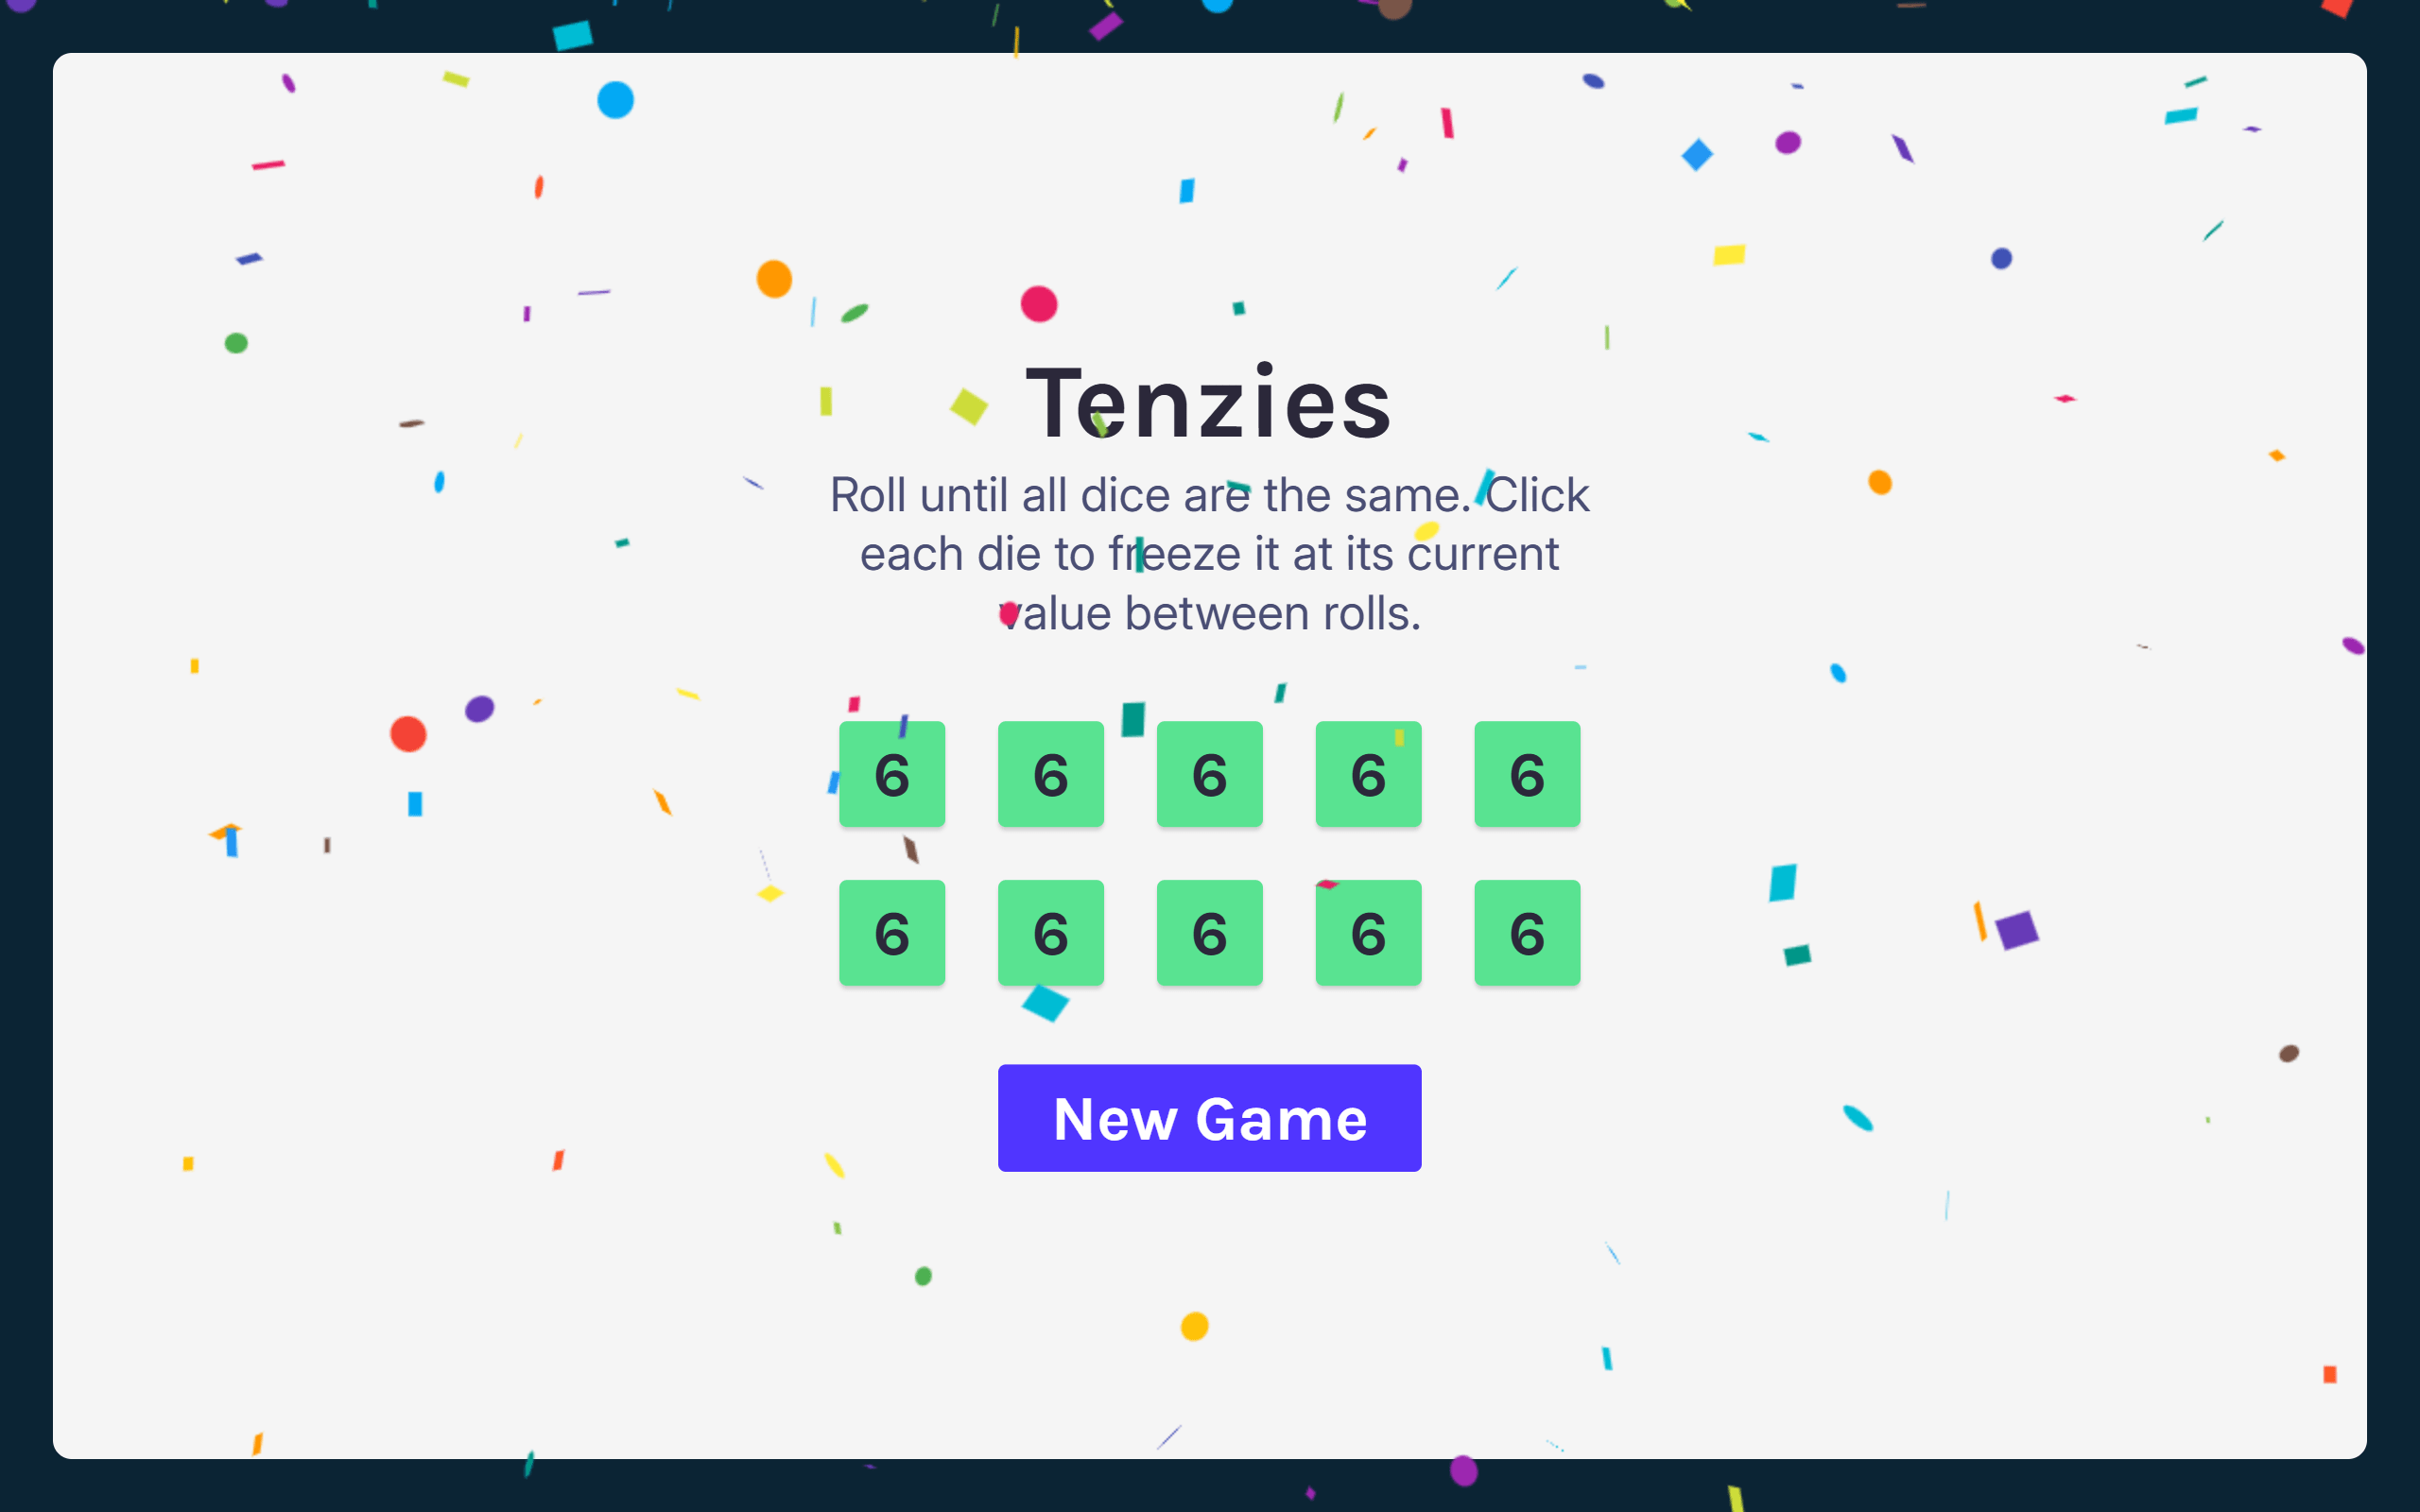 Tenzies
Roll until all dice are the same. Click
each die to freeze it at its current
value between rolls.
6 6 6 6 6
6 6 6 6 6
New Game